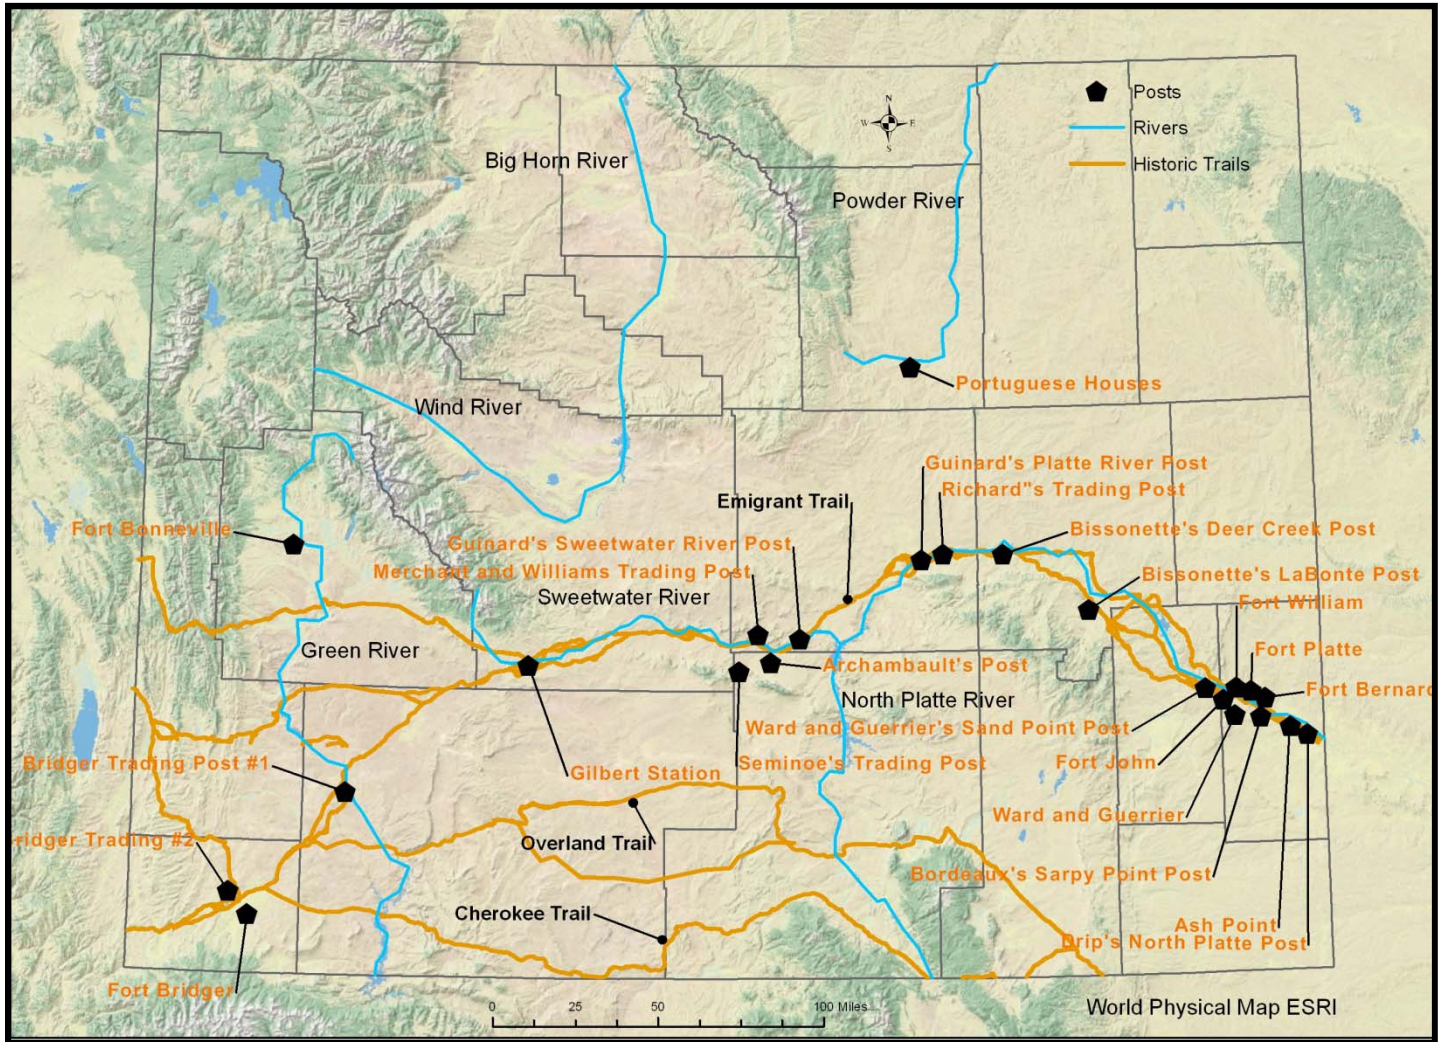 N
W E
S
Posts
Rivers
Historic Trails
Big Horn River
Powder River
Portuguese Houses
Wind River
Guinard's Platte River Post
Richard"s Trading Post
Emigrant Trail
Fort Bonneville
Bissonette's Deer Creek Post
Guinard's Sweetwater River Post
Merchant and Williams Trading Post
Bissonette's LaBonte Post
Sweetwater River
Fort William
Green River
Fort Platte
Archambault's Post
Fort Bernard
North Platte River
Ward and Guerrier's Sand Point Post
Bridger Trading Post #1
Gilbert Station
Seminoe's Trading Post
Fort John
Ward and Guerrier
ridger Trading #2
Overland Trail
Bordeaux's Sarpy Point Post
Cherokee Trail
Ash Point
Drip's North Platte Post
Fort Bridger
0 25 50 100 Miles
World Physical Map ESRI